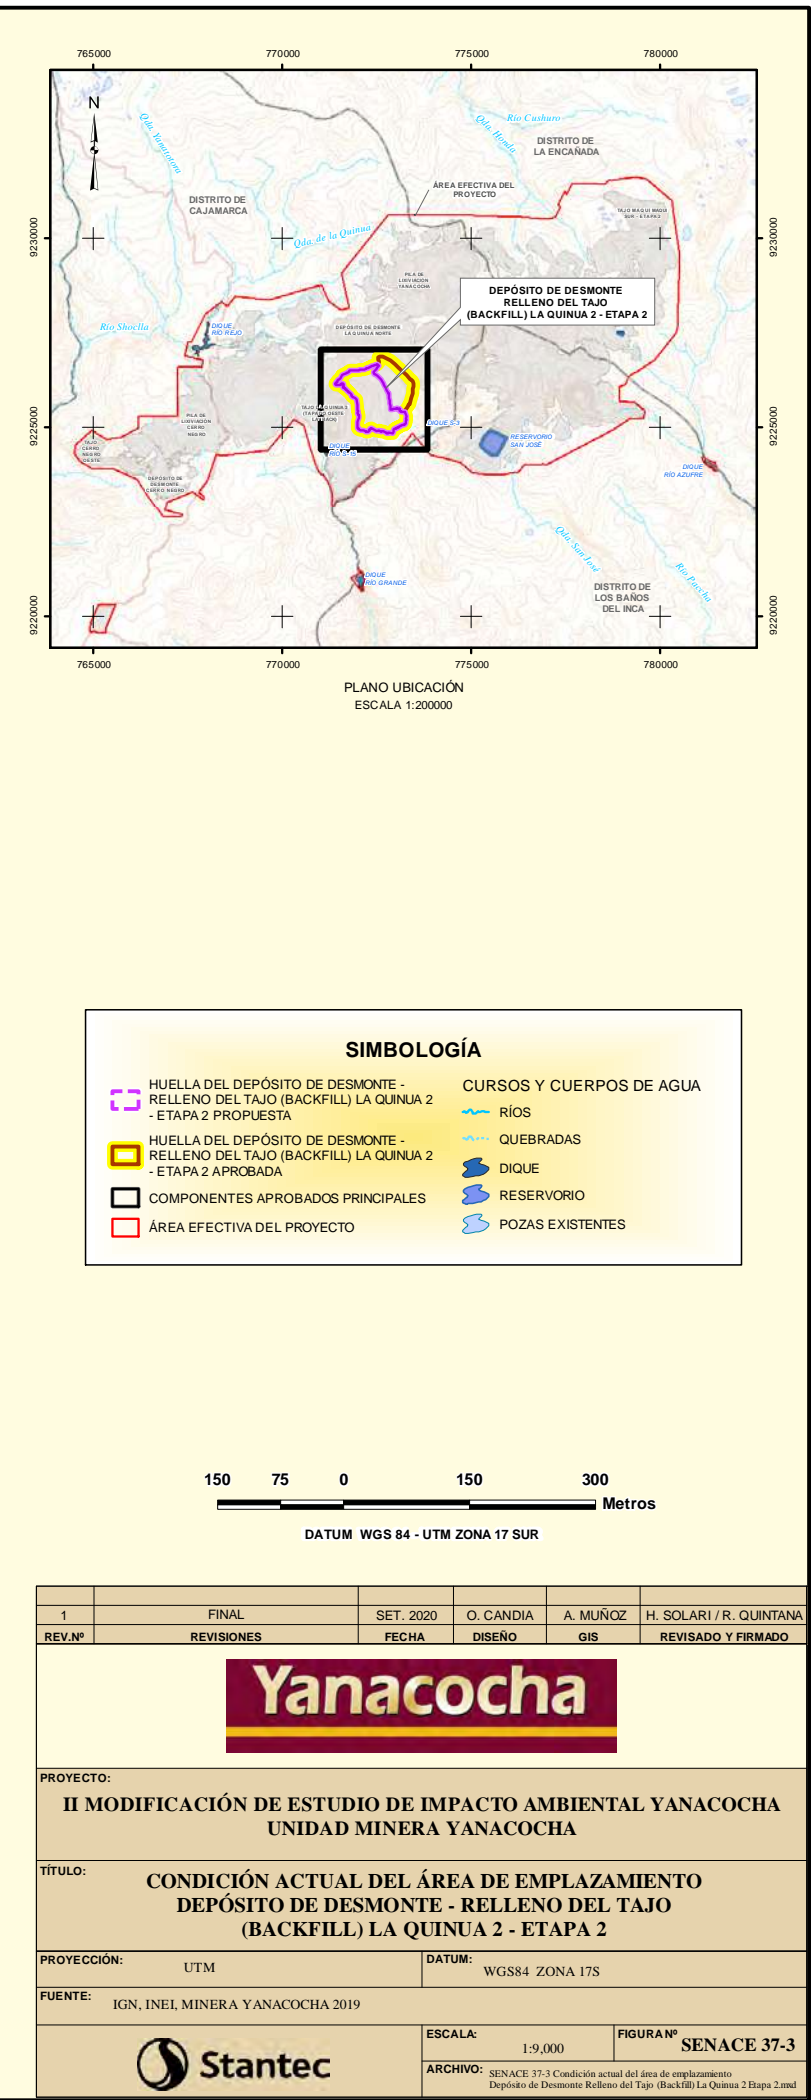 765000
770000
775000
780000
N
Qda. Yanatotora
Qda. Honda
Río Cushuro
DISTRITO DE
LA ENCAÑADA
ÁREA EFECTIVA DEL
PROYECTO
DISTRITO DE
CAJAMARCA
TAJO MAQUI MAQUI
SUR - ETAPA 2
9230000
9230000
Qda. de la Quinua
PILA DE
LIXIVIACIÓN
YANACOCHA
DEPÓSITO DE DESMONTE
RELLENO DEL TAJO
(BACKFILL) LA QUINUA 2 - ETAPA 2
Río Shoclla
DIQUE
RÍO REJO
DEPÓSITO DE DESMONTE
LA QUINUA NORTE
9225000
9225000
PILA DE
LIXIVIACIÓN
CERRO
NEGRO
DIQUE S-3
RESERVORIO
SAN JOSÉ
TAJO
CERRO
NEGRO
OESTE
DIQUE
DEPÓSITO DE
DESMONTE
CERRO NEGRO
DIQUE
RÍO AZUFRE
Qda. San José
DIQUE
RÍO GRANDE
Río Paccha
DISTRITO DE
LOS BAÑOS
DEL INCA
9220000
9220000
765000
770000
775000
780000
PLANO UBICACIÓN
ESCALA 1:200000
SIMBOLOGÍA
HUELLA DEL DEPÓSITO DE DESMONTE -
RELLENO DEL TAJO (BACKFILL) LA QUINUA 2
- ETAPA 2 PROPUESTA
HUELLA DEL DEPÓSITO DE DESMONTE -
RELLENO DEL TAJO (BACKFILL) LA QUINUA 2
- ETAPA 2 APROBADA
COMPONENTES APROBADOS PRINCIPALES
ÁREA EFECTIVA DEL PROYECTO
CURSOS Y CUERPOS DE AGUA
RÍOS
QUEBRADAS
DIQUE
RESERVORIO
POZAS EXISTENTES
150 75 0 150 300
Metros
DATUM WGS 84 - UTM ZONA 17 SUR
1 FINAL SET. 2020 O. CANDIA A. MUÑOZ H. SOLARI / R. QUINTANA
REV.Nº REVISIONES FECHA DISEÑO GIS REVISADO Y FIRMADO
Yanacocha
PROYECTO:
II MODIFICACIÓN DE ESTUDIO DE IMPACTO AMBIENTAL YANACOCHA
UNIDAD MINERA YANACOCHA
TÍTULO:
CONDICIÓN ACTUAL DEL ÁREA DE EMPLAZAMIENTO
DEPÓSITO DE DESMONTE - RELLENO DEL TAJO
(BACKFILL) LA QUINUA 2 - ETAPA 2
PROYECCIÓN: UTM
DATUM: WGS84 ZONA 17S
FUENTE: IGN, INEI, MINERA YANACOCHA 2019
Stantec
ESCALA: 1:9,000
FIGURA Nº SENACE 37-3
ARCHIVO: SENACE 37-3 Condición actual del área de emplazamiento
Depósito de Desmonte Relleno del Tajo (Backfill) La Quinua 2 Etapa 2.mxd